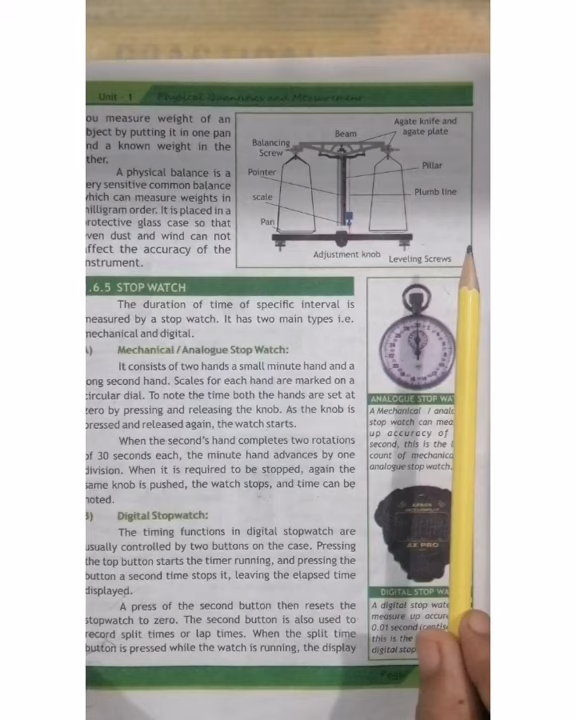 Unit - 1 Physical Quantities and Measurement
ou measure weight of an
bject by putting it in one pan
nd a known weight in the
ther.
A physical balance is a
ery sensitive common balance
which can measure weights in
milligram order. It is placed in a
protective glass case so that
even dust and wind can not
affect the accuracy of the
nstrument.
Agate knife and
agate plate
Beam
Balancing
Screw
Pillar
Pointer
Plumb line
scale
Pan
Adjustment knob
Leveling Screws
.6.5 STOP WATCH
The duration of time of specific interval is
measured by a stop watch. It has two main types i.e.
mechanical and digital.
) Mechanical / Analogue Stop Watch:
It consists of two hands a small minute hand and a
ong second hand. Scales for each hand are marked on a
circular dial. To note the time both the hands are set at
zero by pressing and releasing the knob. As the knob is
pressed and released again, the watch starts.
When the second's hand completes two rotations
of 30 seconds each, the minute hand advances by one
division. When it is required to be stopped, again the
same knob is pushed, the watch stops, and time can be
noted.
) Digital Stopwatch:
The timing functions in digital stopwatch are
usually controlled by two buttons on the case. Pressing
the top button starts the timer running, and pressing the
button a second time stops it, leaving the elapsed time
displayed.
A press of the second button then resets the
stopwatch to zero. The second button is also used to
record split times or lap times. When the split time
button is pressed while the watch is running, the display
ANALOGUE STOP WA
A Mechanical / analo
stop watch can mea
up accuracy of
second, this is the l
count of mechanica
analogue stop watch.
DIGITAL STOP WA
A digital stop watc
measure up accur
0.01 second (centis
this is the
digital stop
Page